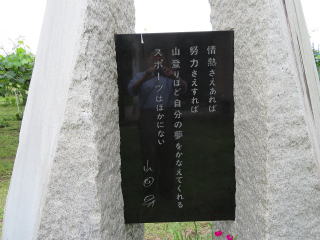 情熱さえあれば
努力さえすれば
山登りほど自分の夢をかなえてくれる
スポーツはほかにない